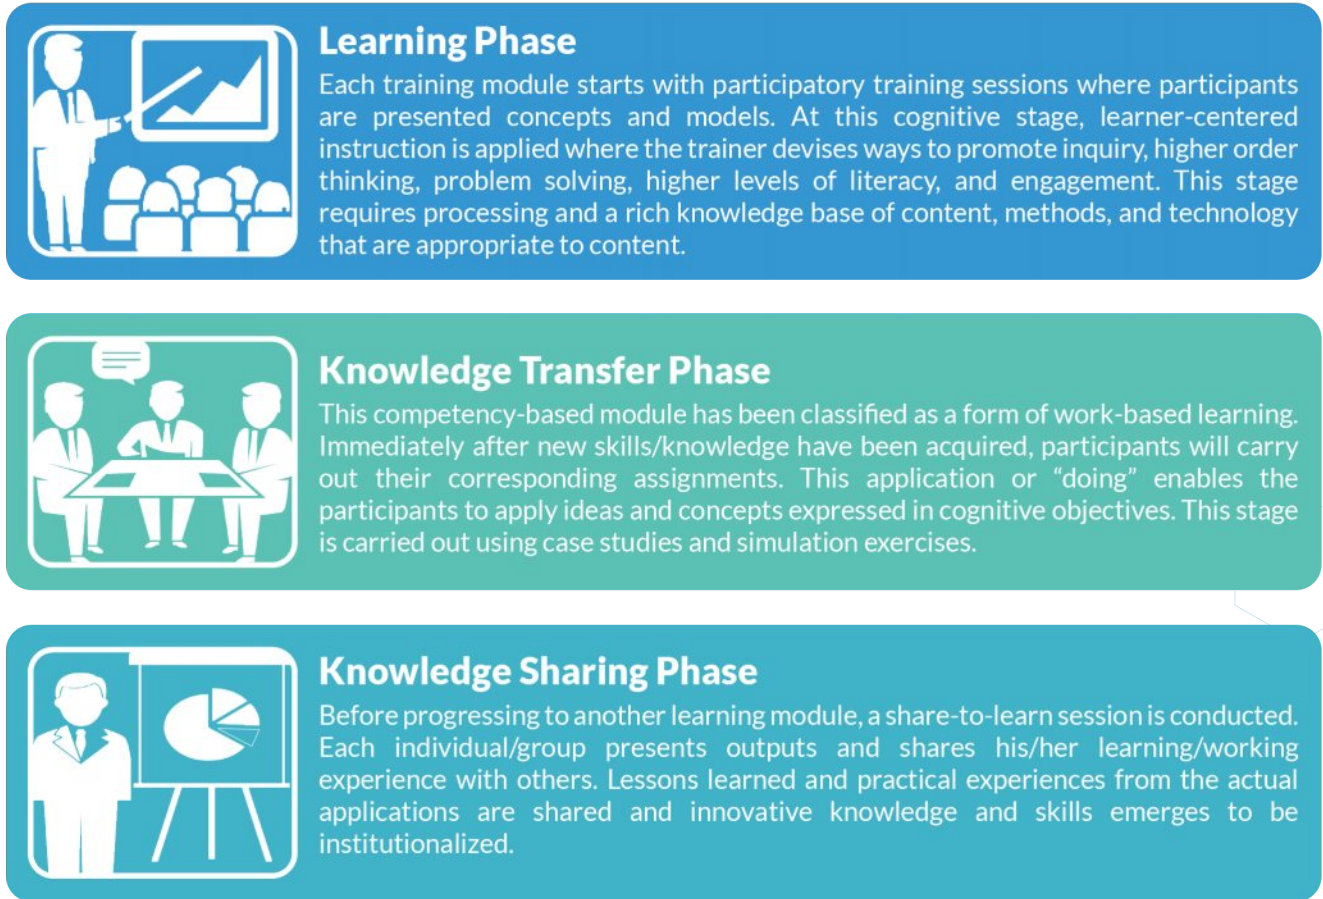 Learning Phase
Each training module starts with participatory training sessions where participants
are presented concepts and models. At this cognitive stage, learner-centered
instruction is applied where the trainer devises ways to promote inquiry, higher order
thinking, problem solving, higher levels of literacy, and engagement. This stage
requires processing and a rich knowledge base of content, methods, and technology
that are appropriate to content.
Knowledge Transfer Phase
This competency-based module has been classified as a form of work-based learning.
Immediately after new skills/knowledge have been acquired, participants will carry
out their corresponding assignments. This application or “doing” enables the
participants to apply ideas and concepts expressed in cognitive objectives. This stage
is carried out using case studies and simulation exercises.
Knowledge Sharing Phase
Before progressing to another learning module, a share-to-learn session is conducted.
Each individual/group presents outputs and shares his/her learning/working
experience with others. Lessons learned and practical experiences from the actual
applications are shared and innovative knowledge and skills emerges to be
institutionalized.